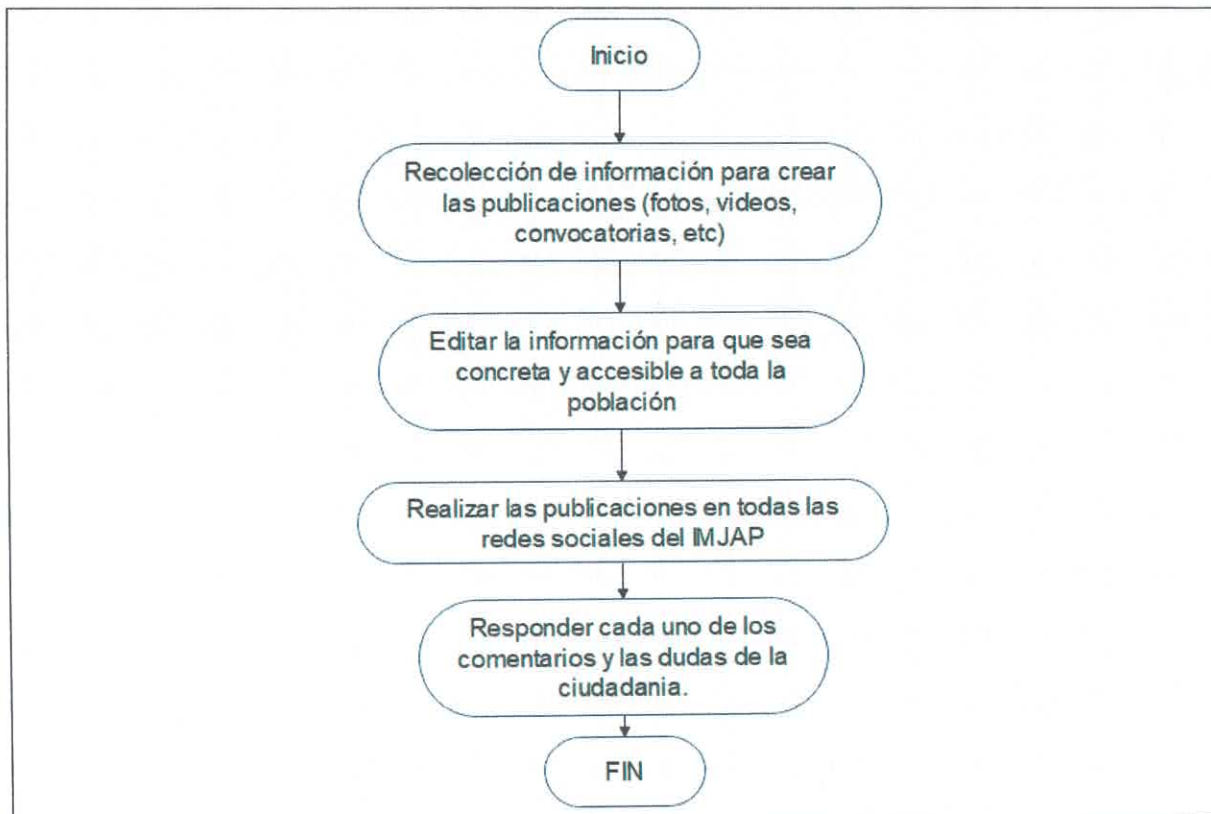 Inicio
Recolección de información para crear
las publicaciones (fotos, videos,
convocatorias, etc)
Editar la información para que sea
concreta y accesible a toda la
población
Realizar las publicaciones en todas las
redes sociales del IMJAP
Responder cada uno de los
comentarios y las dudas de la
ciudadania.
FIN